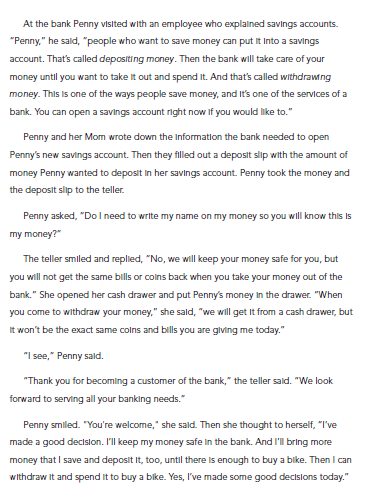 At the bank Penny visited with an employee who explained savings accounts.
"Penny," he said, "people who want to save money can put it into a savings
account. That's called depositing money. Then the bank will take care of your
money until you want to take it out and spend it. And that's called withdrawing
money. This is one of the ways people save money, and it's one of the services of a
bank. You can open a savings account right now if you would like to."
Penny and her Mom wrote down the information the bank needed to open
Penny's new savings account. Then they filled out a deposit slip with the amount of
money Penny wanted to deposit in her savings account. Penny took the money and
the deposit slip to the teller.
Penny asked, "Do I need to write my name on my money so you will know this is
my money?"
The teller smiled and replied, "No, we will keep your money safe for you, but
you will not get the same bills or coins back when you take your money out of the
bank." She opened her cash drawer and put Penny's money in the drawer. "When
you come to withdraw your money," she said, "we will get it from a cash drawer, but
it won't be the exact same coins and bills you are giving me today."
"I see," Penny said.
"Thank you for becoming a customer of the bank," the teller said. "We look
forward to serving all your banking needs."
Penny smiled. "You're welcome," she said. Then she thought to herself, "I've
made a good decision. I'll keep my money safe in the bank. And I'll bring more
money that I save and deposit it, too, until there is enough to buy a bike. Then I can
withdraw it and spend it to buy a bike. Yes, I've made some good decisions today."